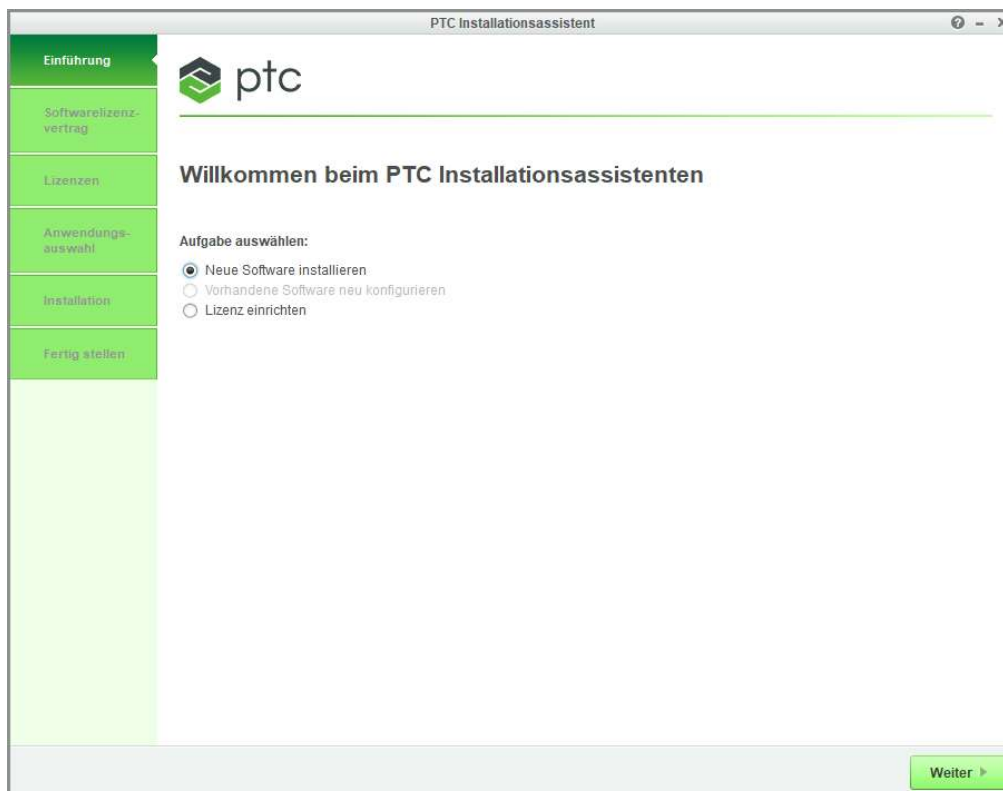 PTC Installationsassistent
Einführung
Softwarelizenz-
vertrag
Lizenzen
Anwendungs-
auswahl
Installation
Fertig stellen
ptc
Willkommen beim PTC Installationsassistenten
Aufgabe auswählen:
Neue Software installieren
Vorhandene Software neu konfigurieren
Lizenz einrichten
Weiter